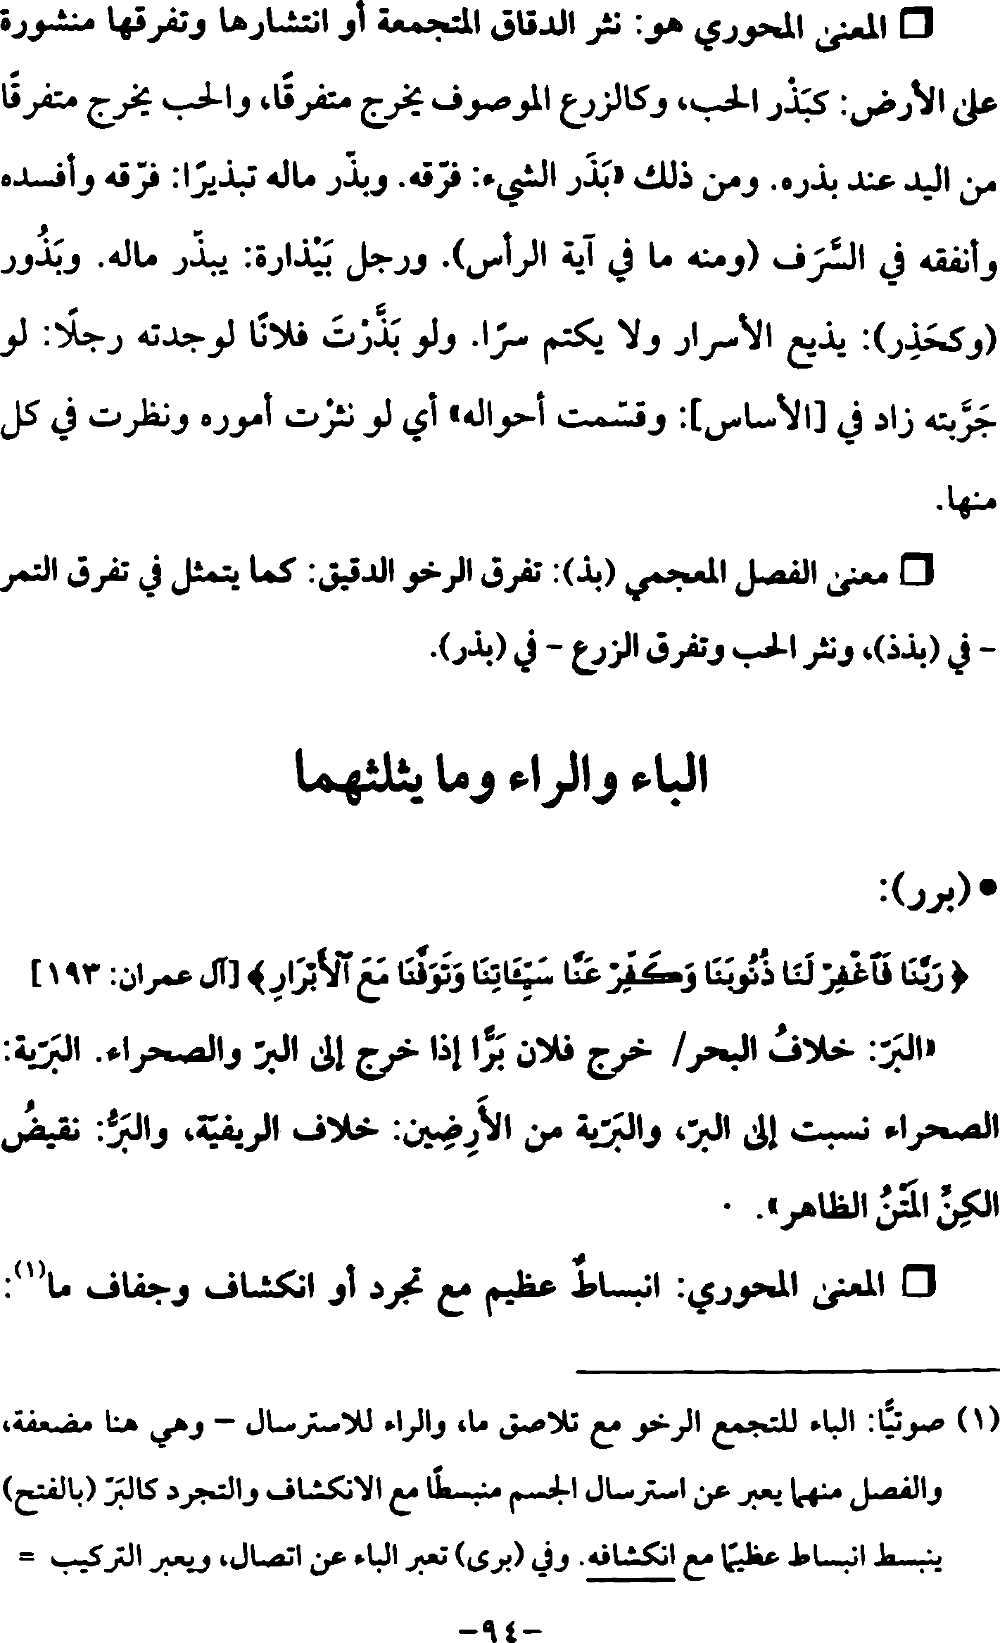 ❒ المعنى المحوري هو: نثر الدقاق المتجمعة أو انتشارها وتفرقها منشورة
على الأرض: كبَذْر الحب، وكالزرع الموصوف يخرج متفرقًا، والحب يخرج متفرقًا
من اليد عند بذره. ومن ذلك «بَذَر الشيء: فرّقه. وبذّر ماله تبذيرًا: فرّقه وأفسده
وأنفقه في السَّرَف (ومنه ما في آية الرأس). ورجل بَيْذارة: يبذّر ماله. وبَذُور
(وكحَذِر): يذيع الأسرار ولا يكتم سرًا. ولو بَذَّرْتَ فلانًا لوجدته رجلًا: لو
جَرَّبته زاد في [الأساس]: وقسّمت أحواله» أي لو نثرْت أموره ونظرت في كل
منها.
❒ معنى الفصل المعجمي (بذ): تفرق الرخو الدقيق: كما يتمثل في تفرق التمر
- في (بذذ)، ونثر الحب وتفرق الزرع - في (بذر).
الباء والراء وما يثلثهما
• (برر):
﴿ رَبَّنَا فَٱغْفِرْ لَنَا ذُنُوبَنَا وَكَفِّرْ عَنَّا سَيِّـَٔاتِنَا وَتَوَفَّنَا مَعَ ٱلْأَبْرَارِ ﴾ [آل عمران: ١٩٣]
«البَرّ: خلافُ البحر/ خرج فلان بَرًّا إذا خرج إلى البرّ والصحراء. البَرّية:
الصحراء نسبت إلى البرّ، والبَرّية من الأَرِضِين: خلاف الريفيّة، والبَرُّ: نقيضُ
الكِنِّ المَتْنُ الظاهر».
❒ المعنى المحوري: انبساطٌ عظيم مع تجرد أو انكشاف وجفاف ما(١):
(١) صوتيًّا: الباء للتجمع الرخو مع تلاصق ما، والراء للاسترسال – وهي هنا مضعفة،
والفصل منهما يعبر عن استرسال الجسم منبسطًا مع الانكشاف والتجرد كالبَرّ (بالفتح)
ينبسط انبساط عظيمًا مع انكشافه. وفي (برى) تعبر الباء عن اتصال، ويعبر التركيب =
-٩٤-